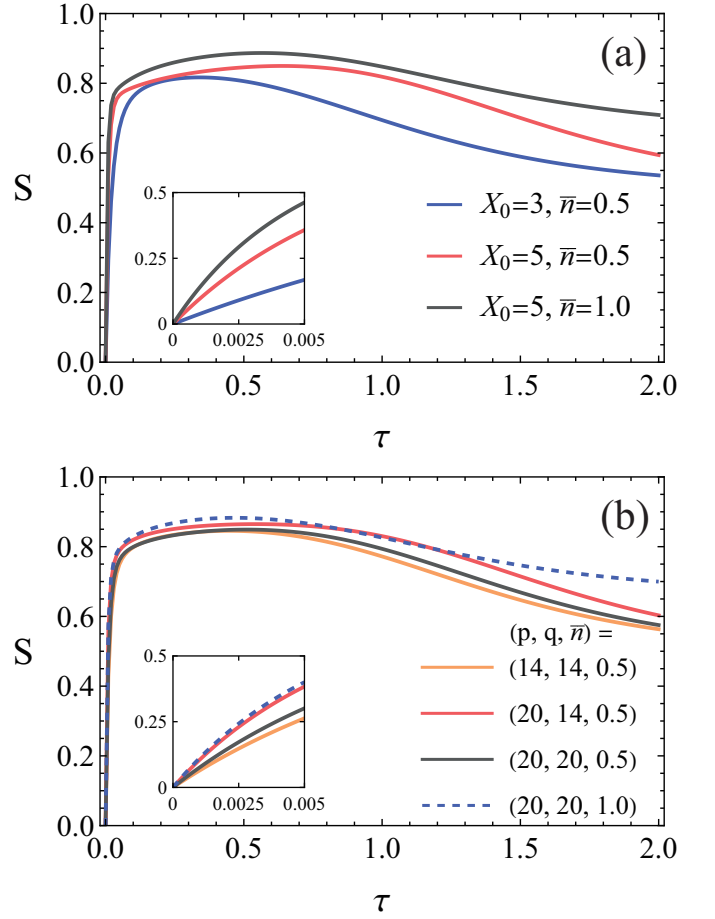 (a)
S
1.0
0.8
0.6
0.4
0.2
0.0
0.5
0.25
0
0 0.0025 0.005
X₀=3, n̅=0.5
X₀=5, n̅=0.5
X₀=5, n̅=1.0
0.0 0.5 1.0 1.5 2.0
τ
(b)
S
1.0
0.8
0.6
0.4
0.2
0.0
0.5
0.25
0
0 0.0025 0.005
(p, q, n̅) =
(14, 14, 0.5)
(20, 14, 0.5)
(20, 20, 0.5)
(20, 20, 1.0)
0.0 0.5 1.0 1.5 2.0
τ